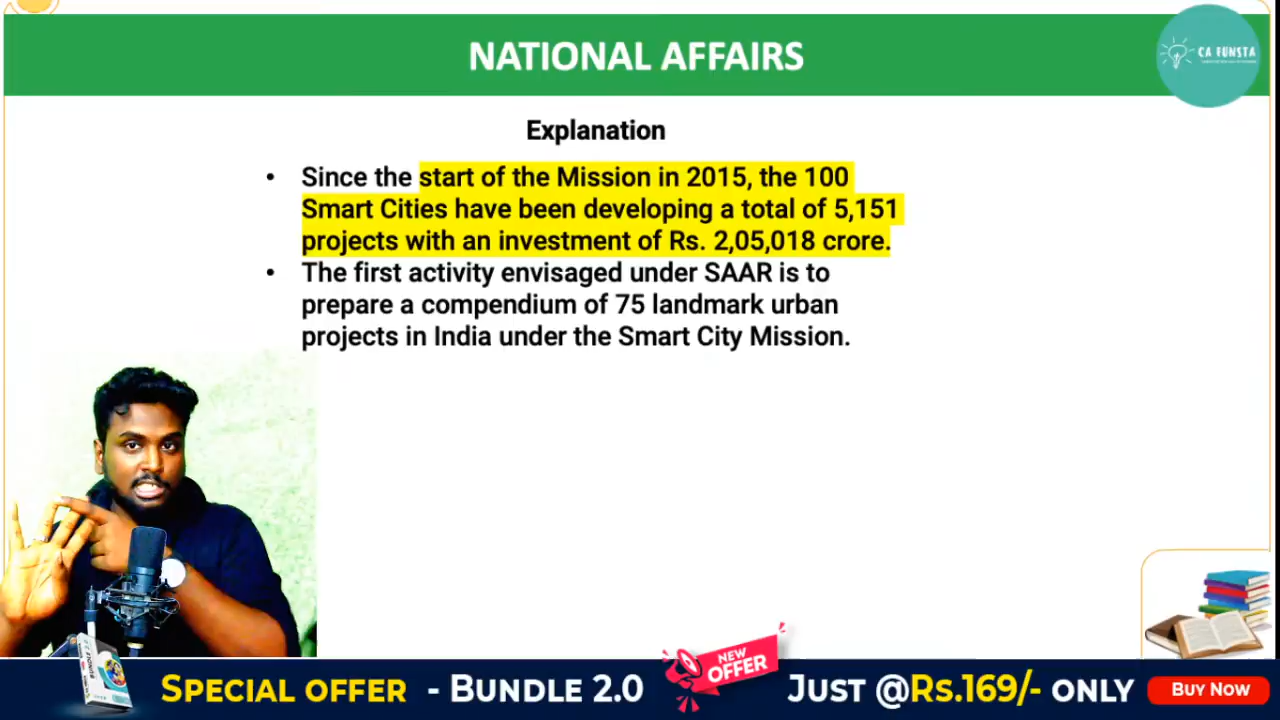 NATIONAL AFFAIRS
CA FUNSTA
Explanation
• Since the start of the Mission in 2015, the 100
Smart Cities have been developing a total of 5,151
projects with an investment of Rs. 2,05,018 crore.
• The first activity envisaged under SAAR is to
prepare a compendium of 75 landmark urban
projects in India under the Smart City Mission.
BUNDLE 2.0
SPECIAL OFFER - BUNDLE 2.0
NEW
OFFER
JUST @Rs.169/- ONLY
Buy Now